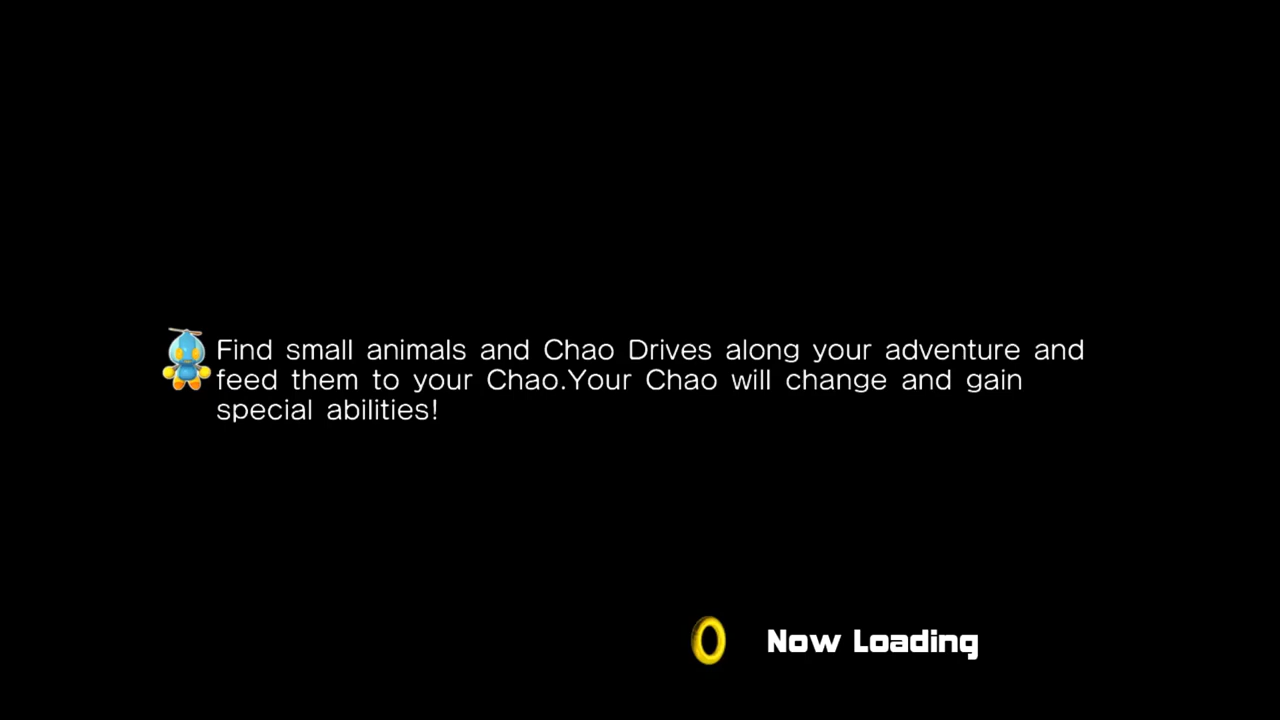 Find small animals and Chao Drives along your adventure and
feed them to your Chao.Your Chao will change and gain
special abilities!
Now Loading